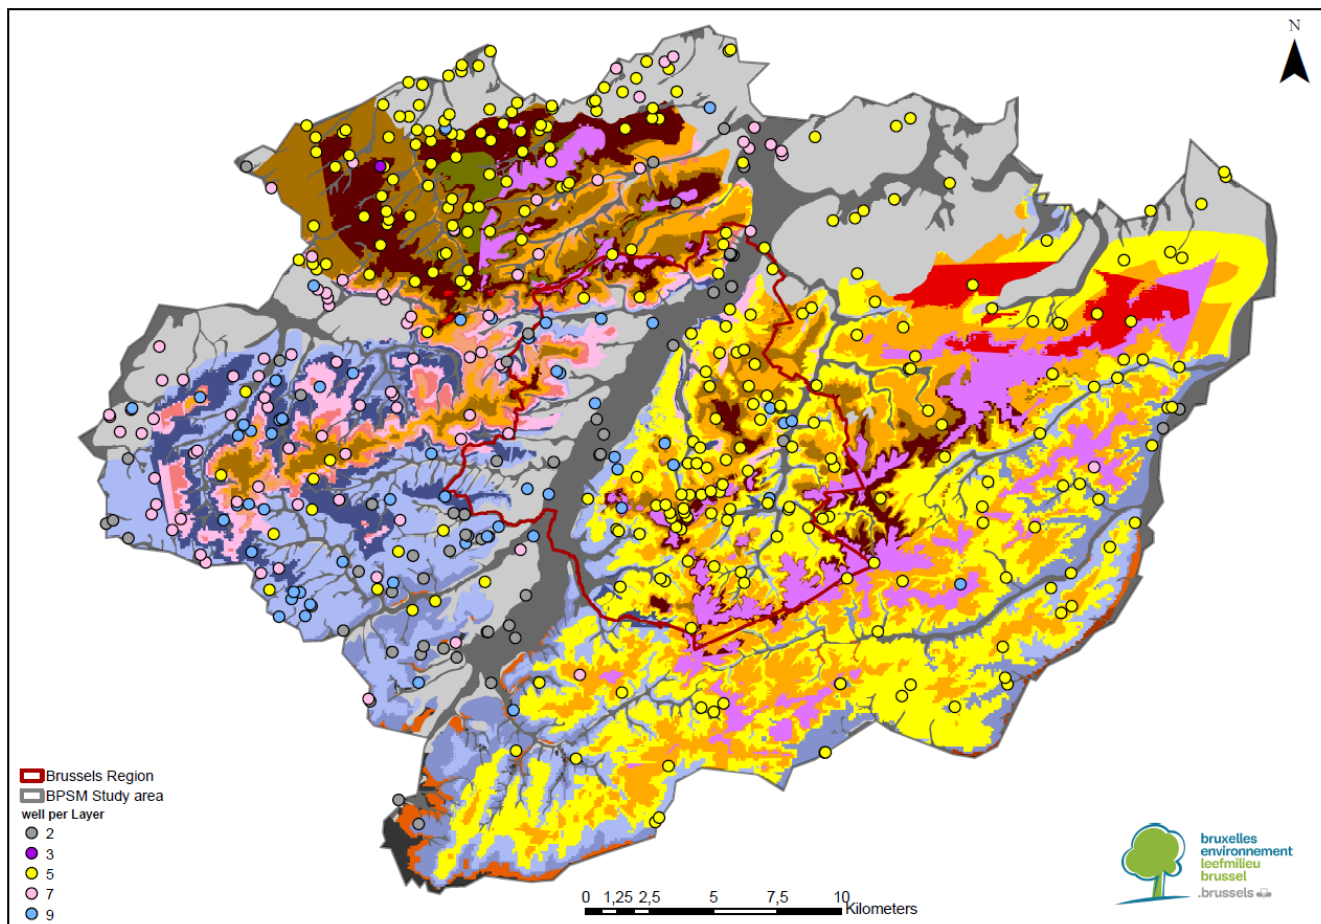 N
Brussels Region
BPSM Study area
well per Layer
2
3
5
7
9
0 1,25 2,5 5 7,5 10
Kilometers
bruxelles
environnement
leefmilieu
brussel
.brussels